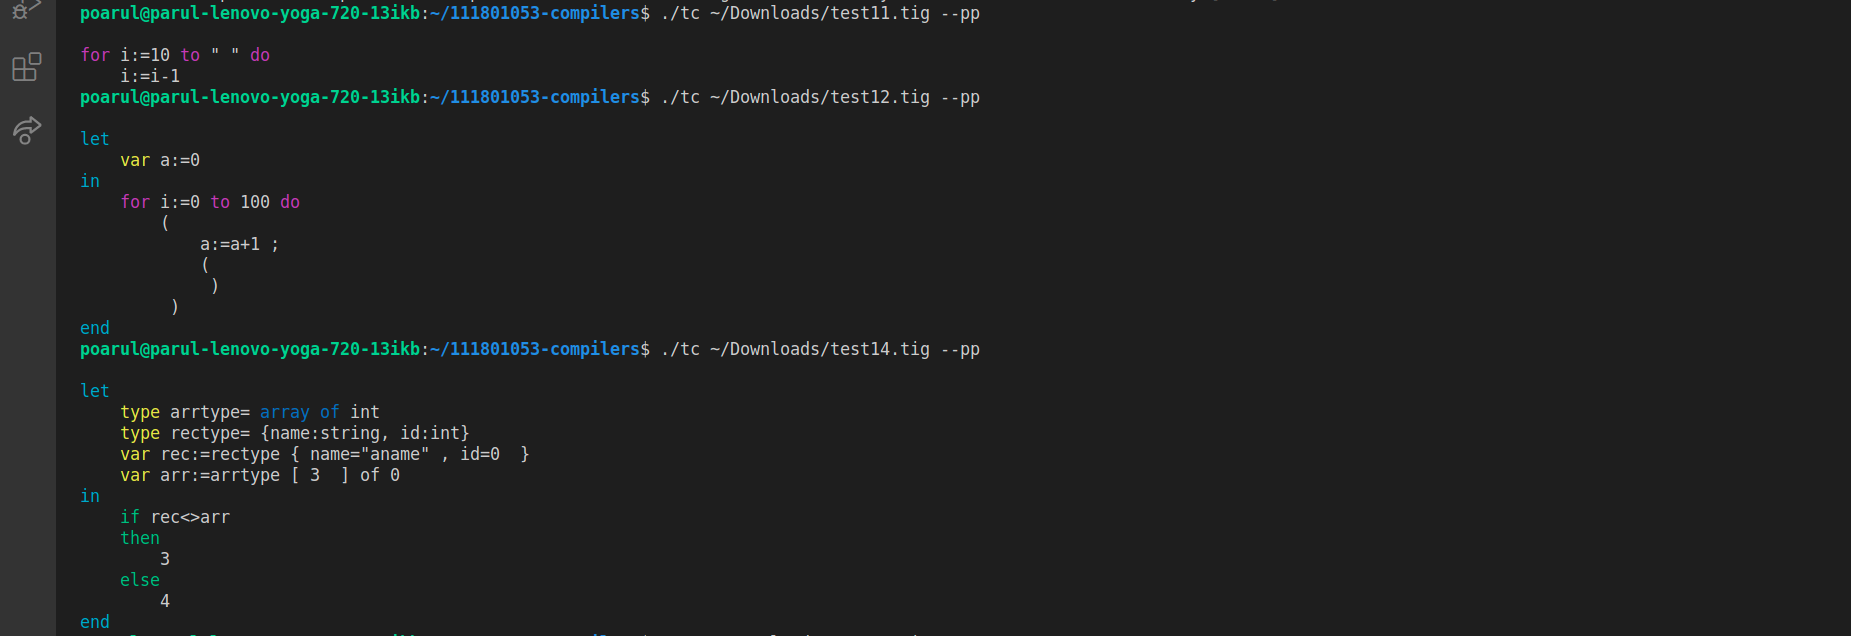 poarul@parul-lenovo-yoga-720-13ikb:~/111801053-compilers$ ./tc ~/Downloads/test11.tig --pp
for i:=10 to " " do
    i:=i-1
poarul@parul-lenovo-yoga-720-13ikb:~/111801053-compilers$ ./tc ~/Downloads/test12.tig --pp
let
    var a:=0
in
    for i:=0 to 100 do
        (
            a:=a+1 ;
            (
             )
         )
end
poarul@parul-lenovo-yoga-720-13ikb:~/111801053-compilers$ ./tc ~/Downloads/test14.tig --pp
let
    type arrtype= array of int
    type rectype= {name:string, id:int}
    var rec:=rectype { name="aname" , id=0  }
    var arr:=arrtype [ 3  ] of 0
in
    if rec<>arr
    then
        3
    else
        4
end